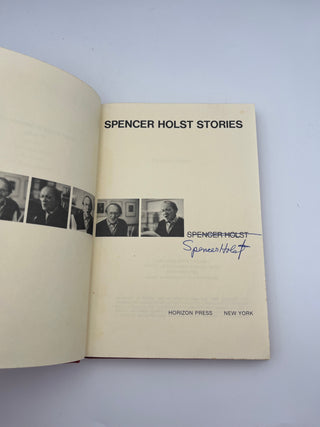 SPENCER HOLST STORIES
SPENCER HOLST
Spencer Holst
HORIZON PRESS NEW YORK